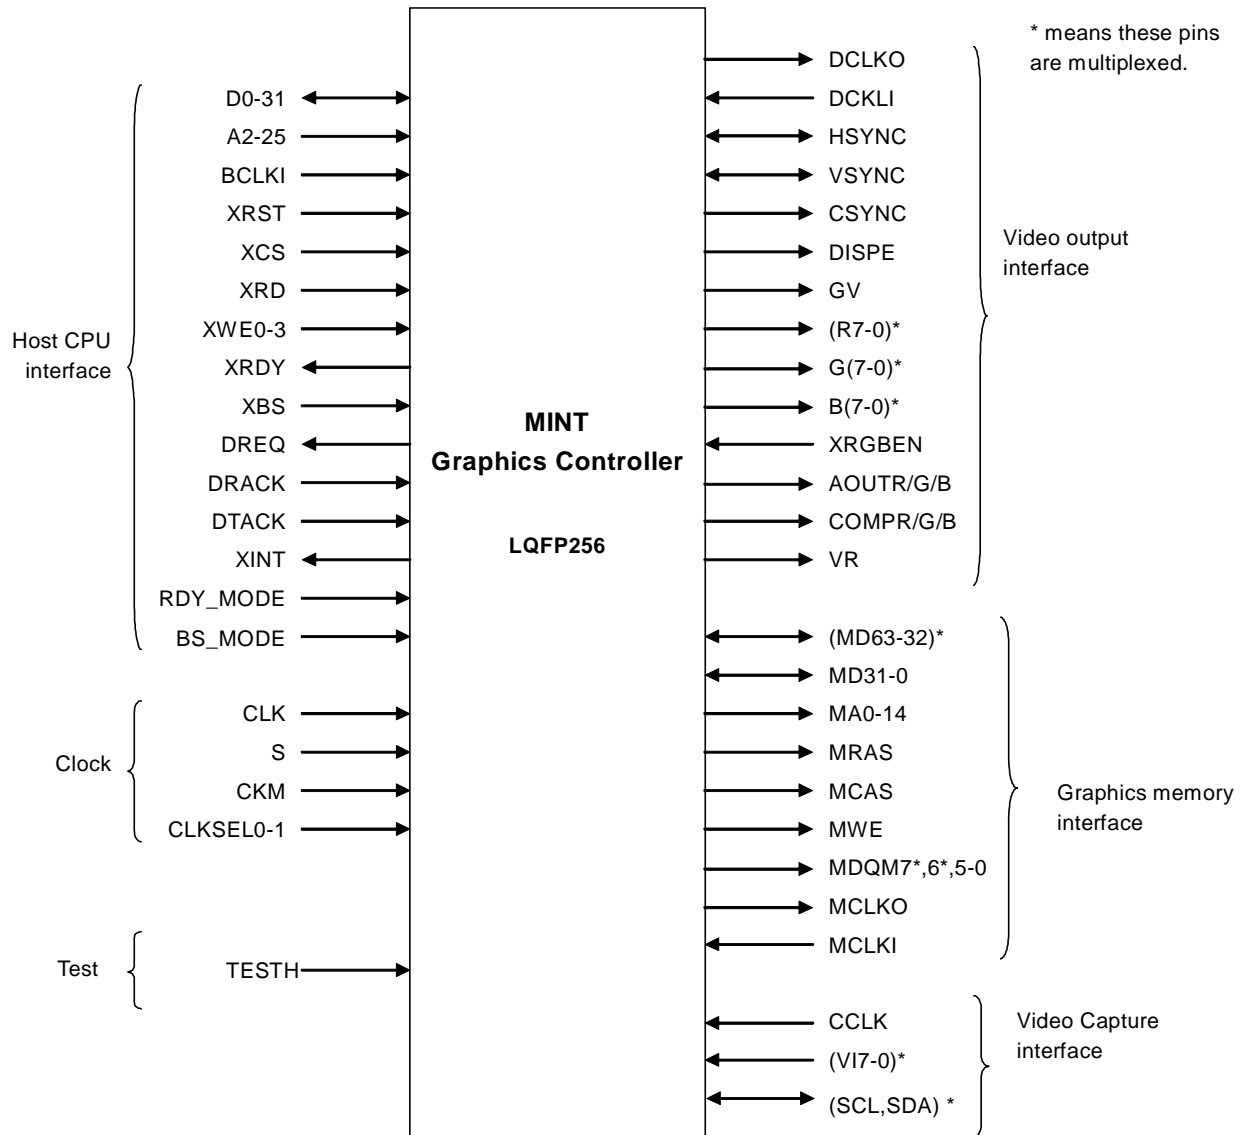 * means these pins
are multiplexed.
Host CPU
interface
D0-31
A2-25
BCLKI
XRST
XCS
XRD
XWE0-3
XRDY
XBS
DREQ
DRACK
DTACK
XINT
RDY_MODE
BS_MODE
Clock
CLK
S
CKM
CLKSEL0-1
Test
TESTH
MINT
Graphics Controller
LQFP256
DCLKO
DCKLI
HSYNC
VSYNC
CSYNC
DISPE
GV
(R7-0)*
G(7-0)*
B(7-0)*
XRGBEN
AOUTR/G/B
COMPR/G/B
VR
Video output
interface
(MD63-32)*
MD31-0
MA0-14
MRAS
MCAS
MWE
MDQM7*,6*,5-0
MCLKO
MCLKI
Graphics memory
interface
CCLK
(VI7-0)*
(SCL,SDA) *
Video Capture
interface